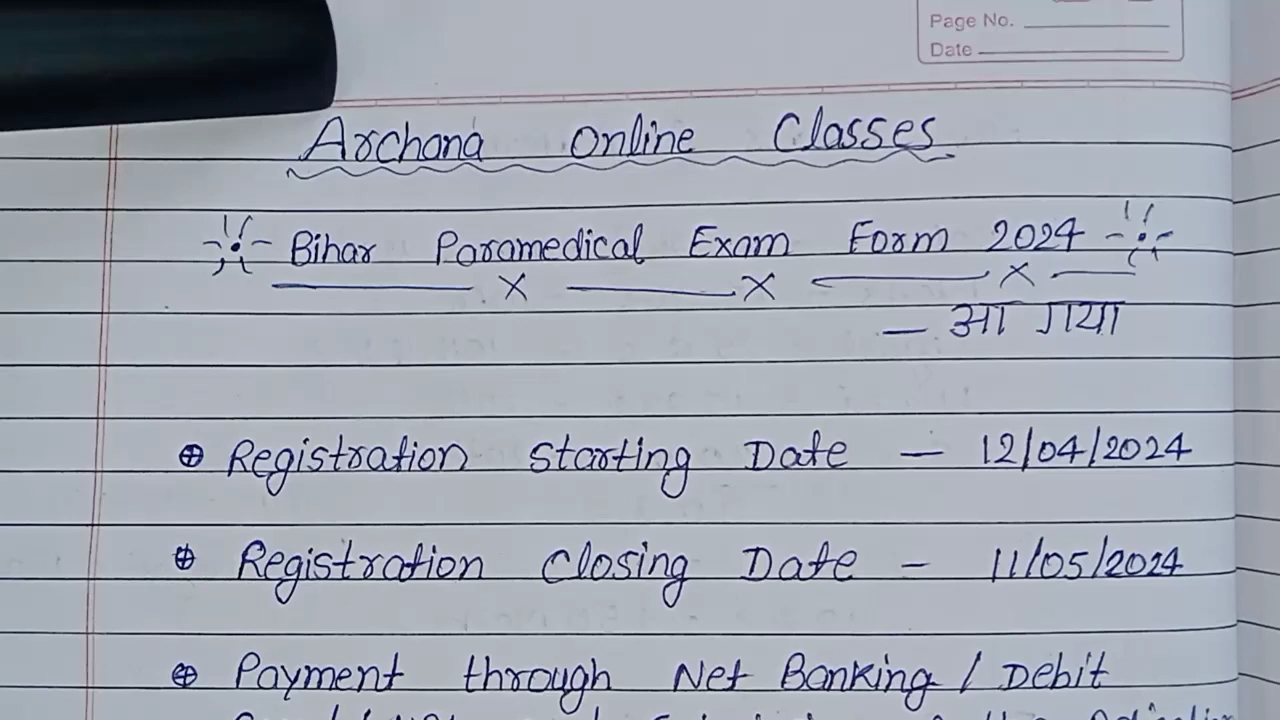 Page No.
Date
Archana Online Classes
Bihar Paramedical Exam Form 2024
— आ गया
⊕ Registration Starting Date — 12/04/2024
⊕ Registration Closing Date — 11/05/2024
⊕ Payment through Net Banking / Debit